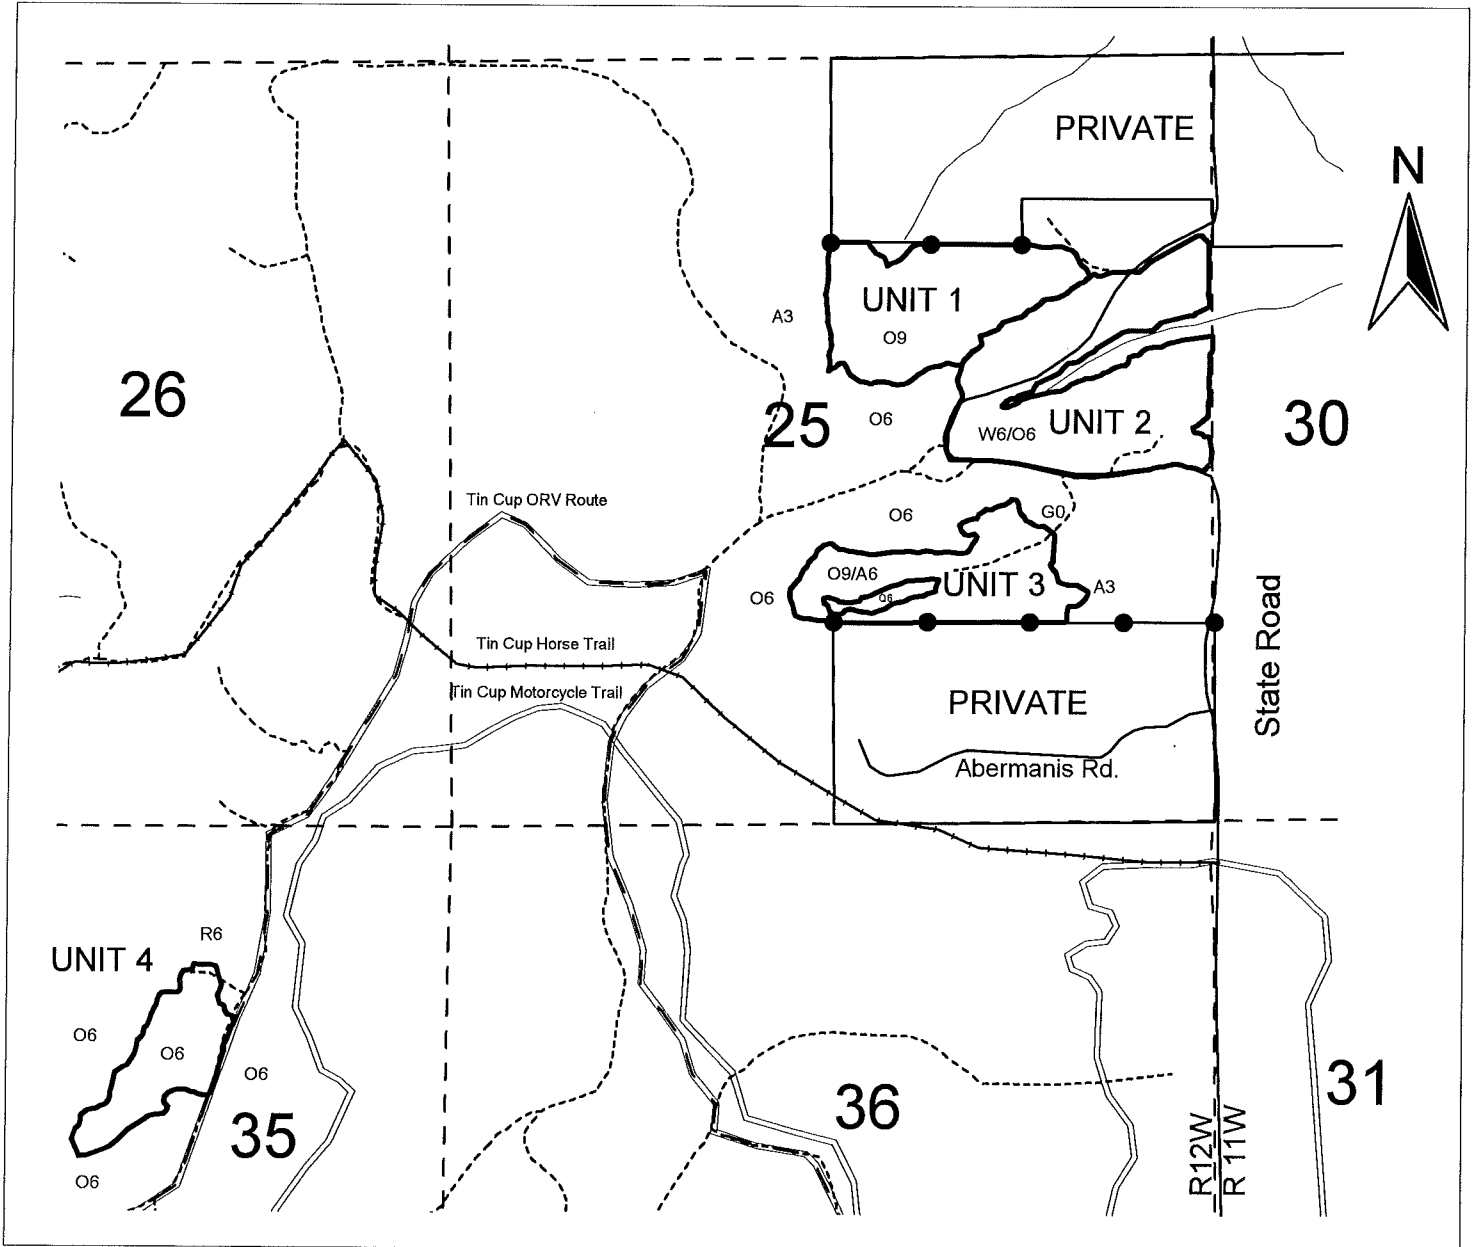 PRIVATE
N
UNIT 1
A3
O9
26
25
O6
W6/O6
UNIT 2
30
Tin Cup ORV Route
O6
G0
O9/A6
UNIT 3
O6
O6
A3
State Road
Tin Cup Horse Trail
Tin Cup Motorcycle Trail
PRIVATE
Abermanis Rd.
R6
UNIT 4
O6
O6
O6
35
36
31
R12W
R 11W
O6